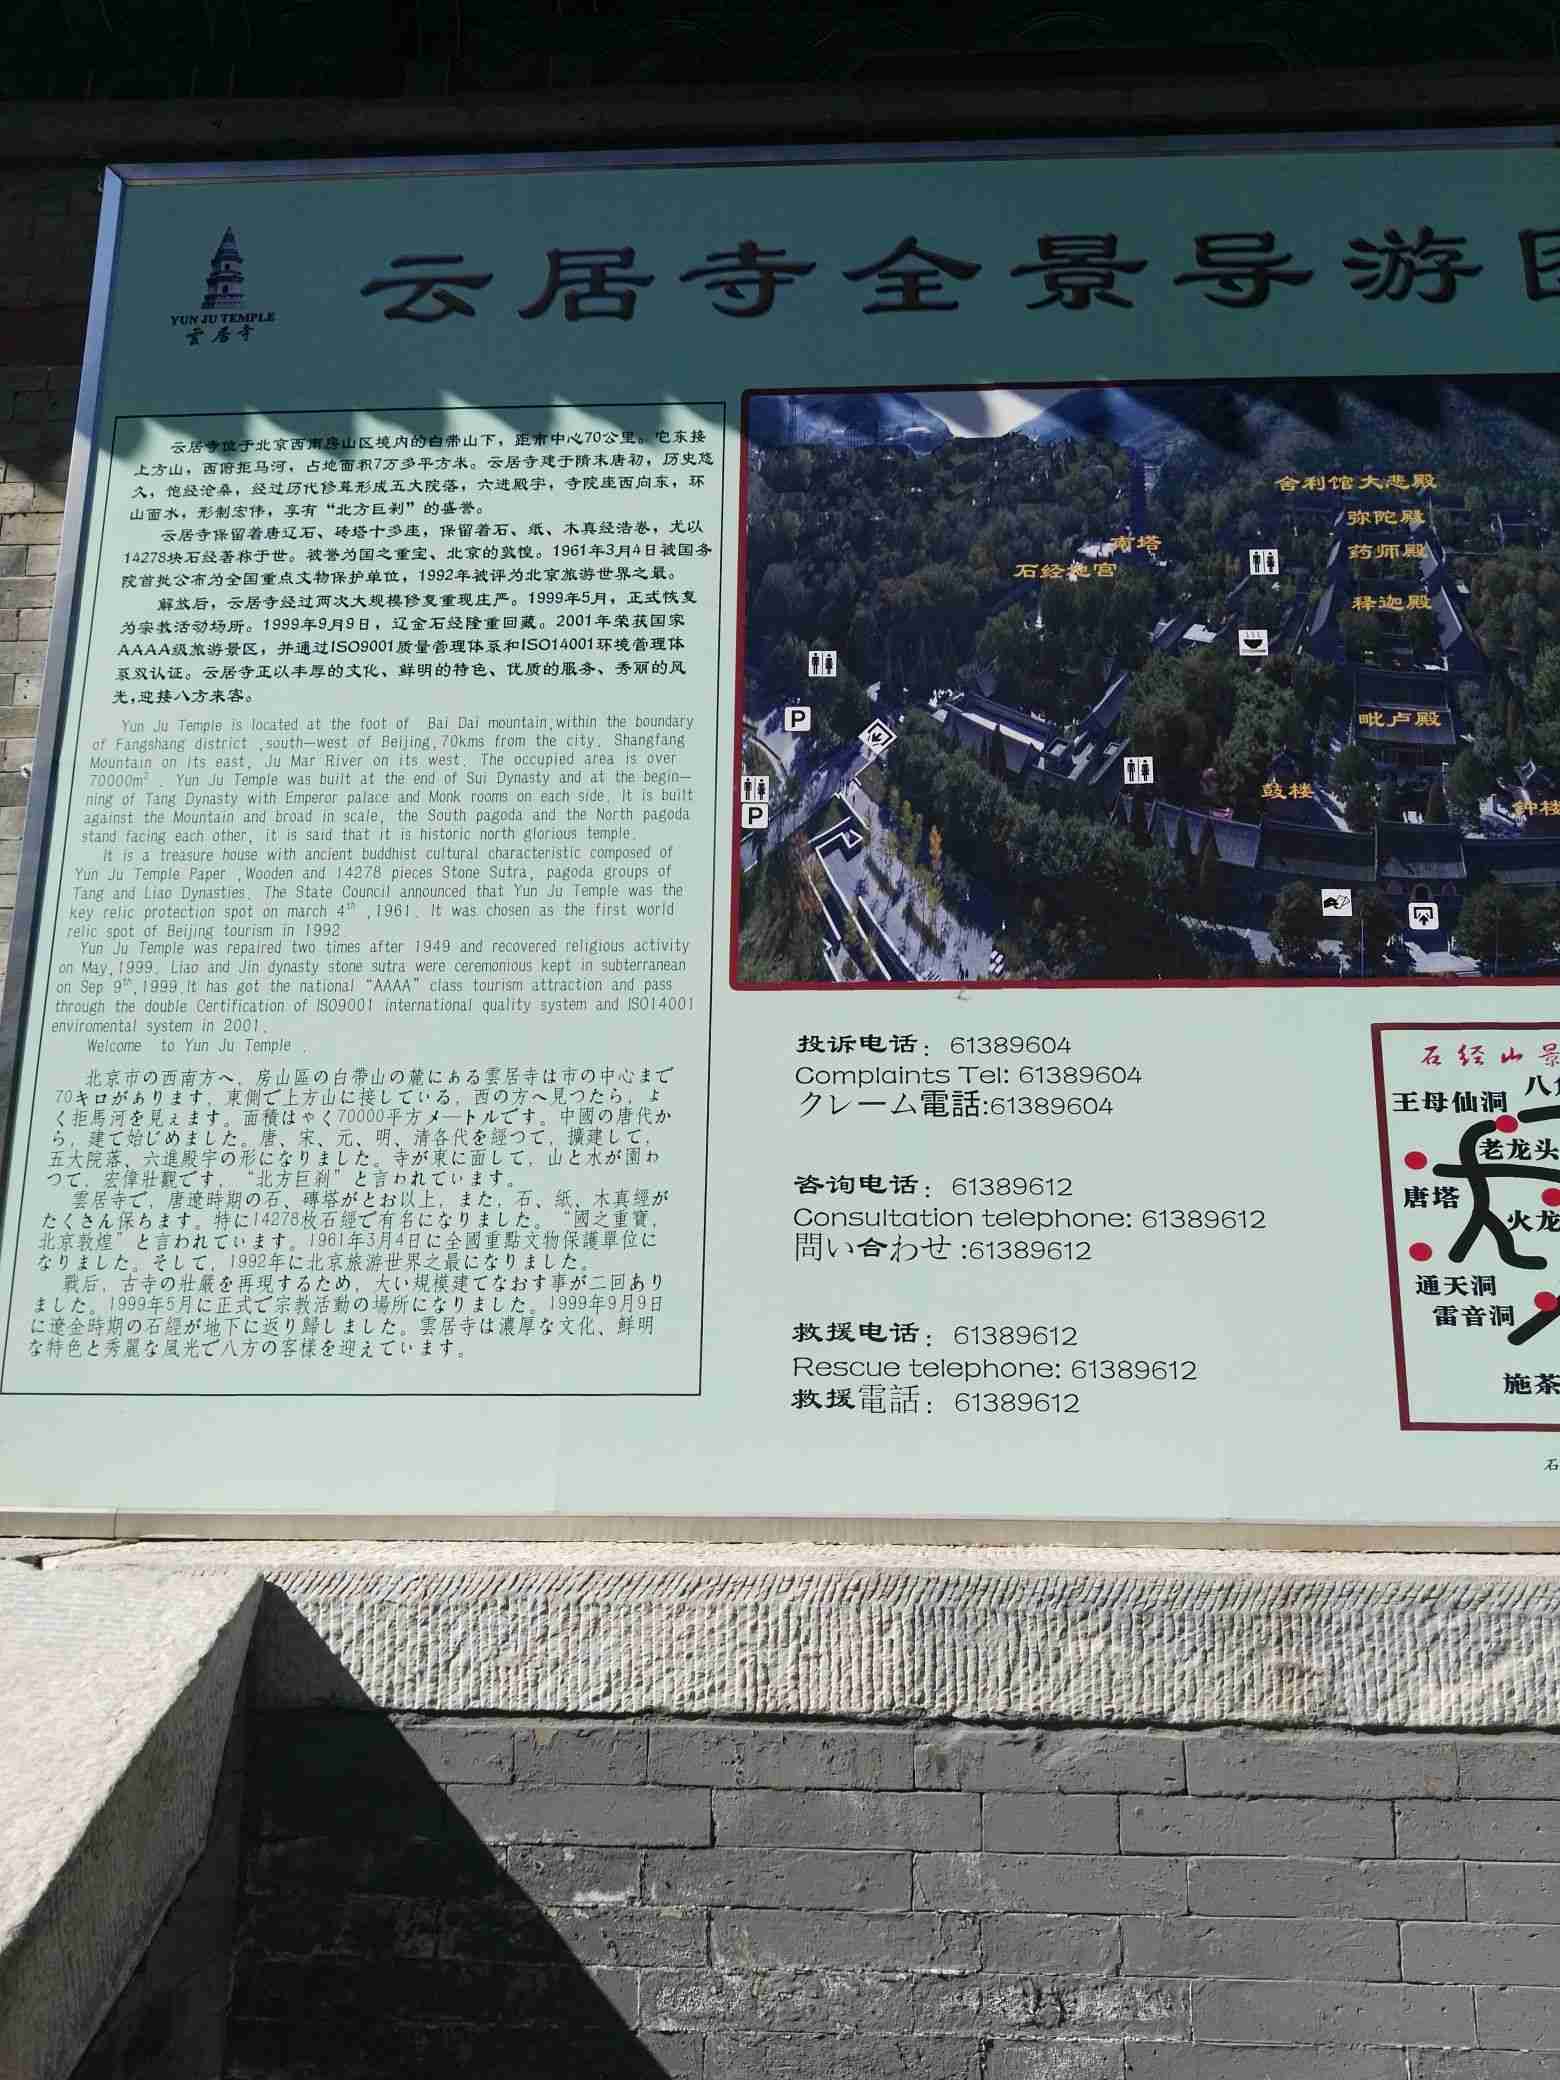 云居寺全景导游
YUN JU TEMPLE
雲居寺
云居寺位于北京西南房山区境内的白带山下，距市中心70公里。它东接
上方山，西俯拒马河，占地面积7万多平方米。云居寺建于隋末唐初，历史悠
久，饱经沧桑，经过历代修葺形成五大院落，六进殿宇，寺院座西向东，环
山面水，形制宏伟，享有“北方巨刹”的盛誉。
云居寺保留着唐辽石、砖塔十多座，保留着石、纸、木真经浩卷，尤以
14278块石经著称于世。被誉为国之重宝、北京的敦煌。1961年3月4日被国务
院首批公布为全国重点文物保护单位，1992年被评为北京旅游世界之最。
解放后，云居寺经过两次大规模修复重现庄严。1999年5月，正式恢复
为宗教活动场所。1999年9月9日，辽金石经隆重回藏。2001年荣获国家
AAAA级旅游景区，并通过ISO9001质量管理体系和ISO14001环境管理体
系双认证。云居寺正以丰厚的文化、鲜明的特色、优质的服务、秀丽的风
光,迎接八方来客。
Yun Ju Temple is located at the foot of Bai Dai mountain,within the boundary
of Fangshang district ,south—west of Beijing,70kms from the city. Shangfang
Mountain on its east, Ju Mar River on its west. The occupied area is over
70000m². Yun Ju Temple was built at the end of Sui Dynasty and at the begin—
ning of Tang Dynasty with Emperor palace and Monk rooms on each side. It is built
against the Mountain and broad in scale, the South pagoda and the North pagoda
stand facing each other, it is said that it is historic north glorious temple.
It is a treasure house with ancient buddhist cultural characteristic composed of
Yun Ju Temple Paper ,Wooden and 14278 pieces Stone Sutra, pagoda groups of
Tang and Liao Dynasties. The State Council announced that Yun Ju Temple was the
key relic protection spot on march 4th ,1961. It was chosen as the first world
relic spot of Beijing tourism in 1992
Yun Ju Temple was repaired two times after 1949 and recovered religious activity
on May,1999. Liao and Jin dynasty stone sutra were ceremonious kept in subterranean
on Sep 9th,1999.It has got the national “AAAA” class tourism attraction and pass
through the double Certification of ISO9001 international quality system and ISO14001
enviromental system in 2001.
Welcome to Yun Ju Temple .
北京市の西南方へ，房山區の白帶山の麓にある雲居寺は市の中心まで
70キロがあります，東側で上方山に接している，西の方へ見つたら，よ
く拒馬河を見えます。面積はやく70000平方メートルです。中國の唐代か
ら，建て始じめました。唐、宋、元、明、清各代を經つて，擴建して，
五大院落、六進殿宇の形になりました。寺が東に面して，山と水が園わ
つて，宏偉壯觀です，“北方巨刹”と言われています。
雲居寺で，唐遼時期の石、磚塔がとお以上，また，石、紙、木真經が
たくさん保ちます。特に14278枚石經で有名になりました。“國之重寶，
北京敦煌”と言われています。1961年3月4日に全國重點文物保護單位に
なりました。そして，1992年に北京旅游世界之最になりました。
戰后，古寺の壯嚴を再現するため，大い規模建てなおす事が二回あり
ました。1999年5月に正式で宗教活動の場所になりました。1999年9月9日
に遼金時期の石經が地下に返り歸しました。雲居寺は濃厚な文化、鮮明
な特色と秀麗な風光で八方の客樣を迎えています。
舍利馆 大悲殿
弥陀殿
南塔
药师殿
石经地宫
释迦殿
毗卢殿
鼓楼
钟楼
P
P
投诉电话：61389604
Complaints Tel: 61389604
クレーム電話:61389604
咨询电话：61389612
Consultation telephone: 61389612
問い合わせ:61389612
救援电话：61389612
Rescue telephone: 61389612
救援電話：61389612
石经山景
王母仙洞
八
老龙头
唐塔
火龙
通天洞
雷音洞
施茶
石